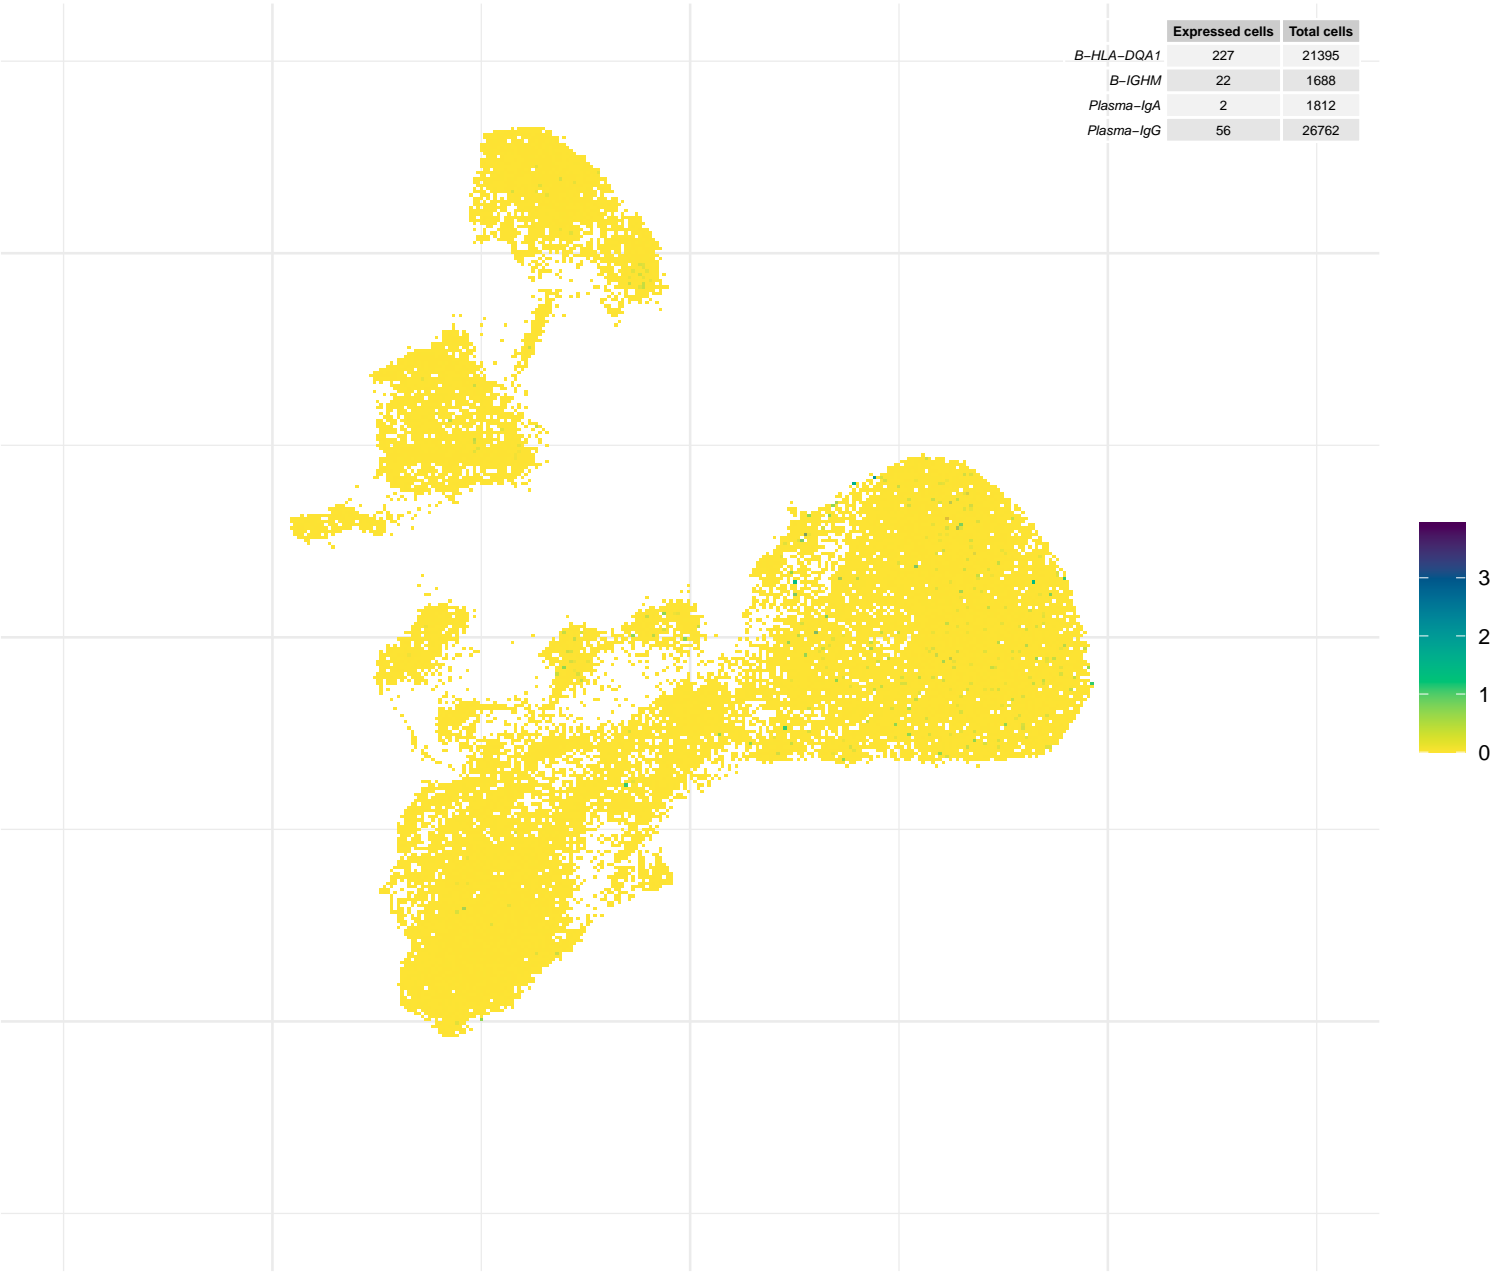 Expressed cells Total cells
B−HLA−DQA1 227 21395
B−IGHM 22 1688
Plasma−IgA 2 1812
Plasma−IgG 56 26762
3
2
1
0